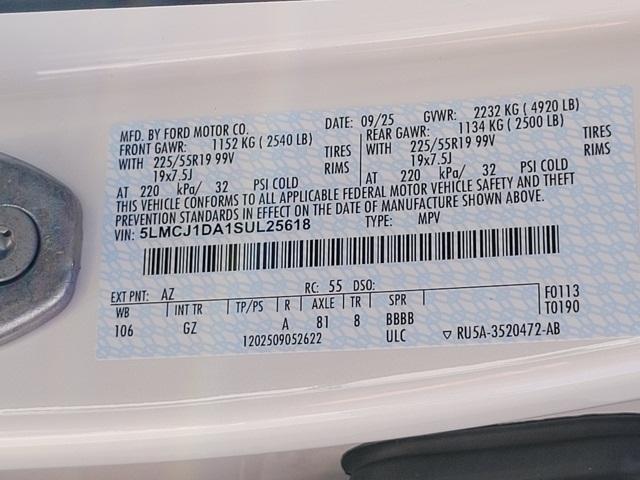 MFD. BY FORD MOTOR CO.
DATE: 09/25 GVWR: 2232 KG ( 4920 LB)
FRONT GAWR: 1152 KG ( 2540 LB) REAR GAWR: 1134 KG ( 2500 LB)
WITH 225/55R19 99V TIRES WITH 225/55R19 99V TIRES
19x7.5J RIMS 19x7.5J RIMS
AT 220 kPa/ 32 PSI COLD AT 220 kPa/ 32 PSI COLD
THIS VEHICLE CONFORMS TO ALL APPLICABLE FEDERAL MOTOR VEHICLE SAFETY AND THEFT
PREVENTION STANDARDS IN EFFECT ON THE DATE OF MANUFACTURE SHOWN ABOVE.
VIN: 5LMCJ1DA1SUL25618 TYPE: MPV
EXT PNT: AZ RC: 55 DSO: F0113
WB INT TR TP/PS R AXLE TR SPR T0190
106 GZ A 81 8 BBBB
1202509052622 ULC ▽ RU5A-3520472-AB